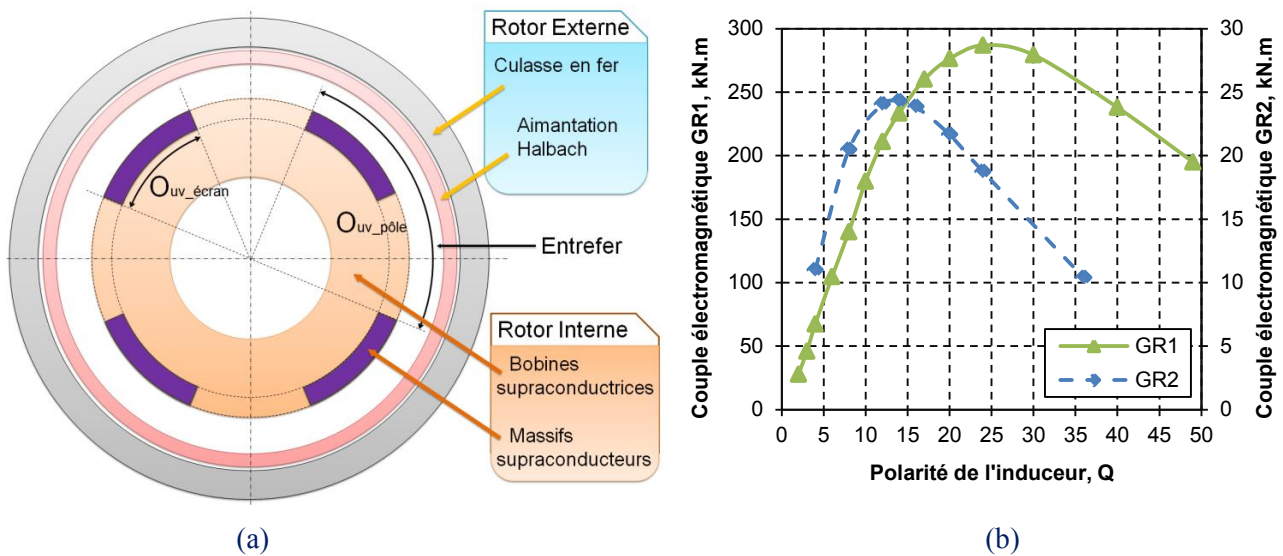 Rotor Externe
Culasse en fer
Aimantation
Halbach
Ouv_écran
Ouv_pôle
Entrefer
Rotor Interne
Bobines
supraconductrices
Massifs
supraconducteurs
(a)
Couple électromagnétique GR1, kN.m
300
250
200
150
100
50
0
0 5 10 15 20 25 30 35 40 45 50
Polarité de l'induceur, Q
30
25
20
15
10
5
0
Couple électromagnétique GR2, kN.m
GR1
GR2
(b)